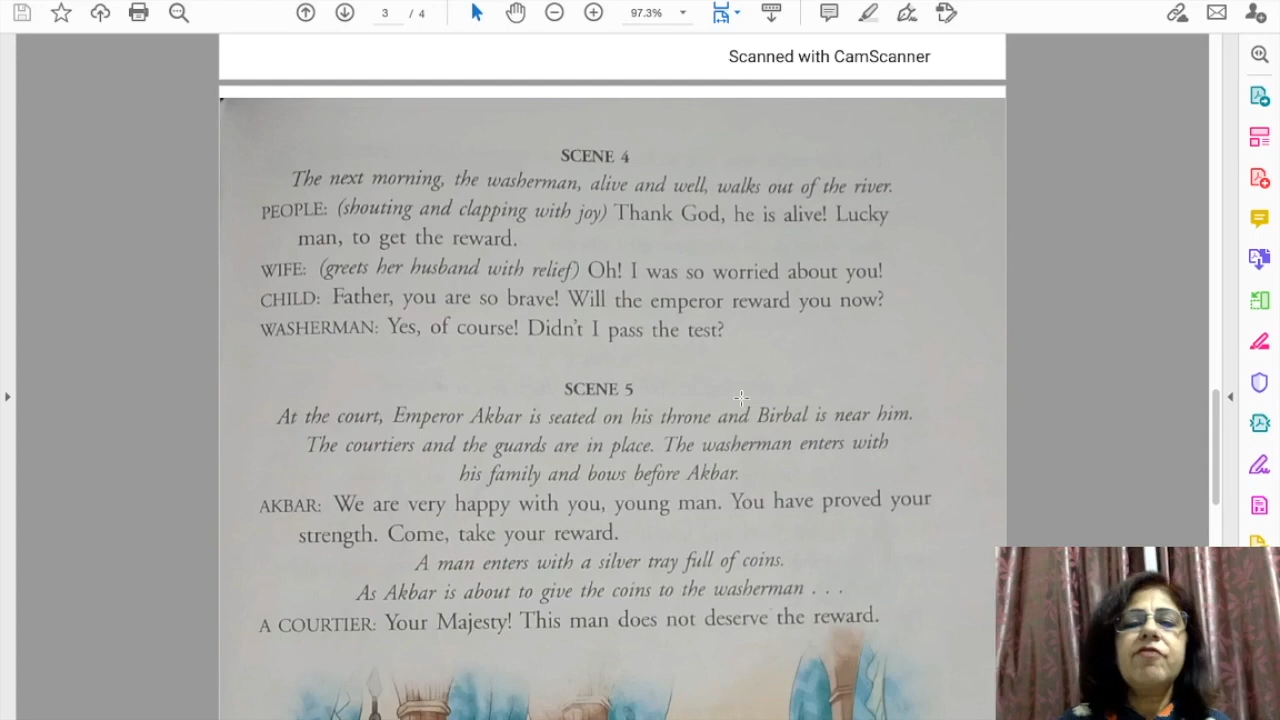 3 / 4
97.3%
Scanned with CamScanner
SCENE 4
The next morning, the washerman, alive and well, walks out of the river.
PEOPLE: (shouting and clapping with joy) Thank God, he is alive! Lucky
man, to get the reward.
WIFE: (greets her husband with relief) Oh! I was so worried about you!
CHILD: Father, you are so brave! Will the emperor reward you now?
WASHERMAN: Yes, of course! Didn't I pass the test?
SCENE 5
At the court, Emperor Akbar is seated on his throne and Birbal is near him.
The courtiers and the guards are in place. The washerman enters with
his family and bows before Akbar.
AKBAR: We are very happy with you, young man. You have proved your
strength. Come, take your reward.
A man enters with a silver tray full of coins.
As Akbar is about to give the coins to the washerman . . .
A COURTIER: Your Majesty! This man does not deserve the reward.